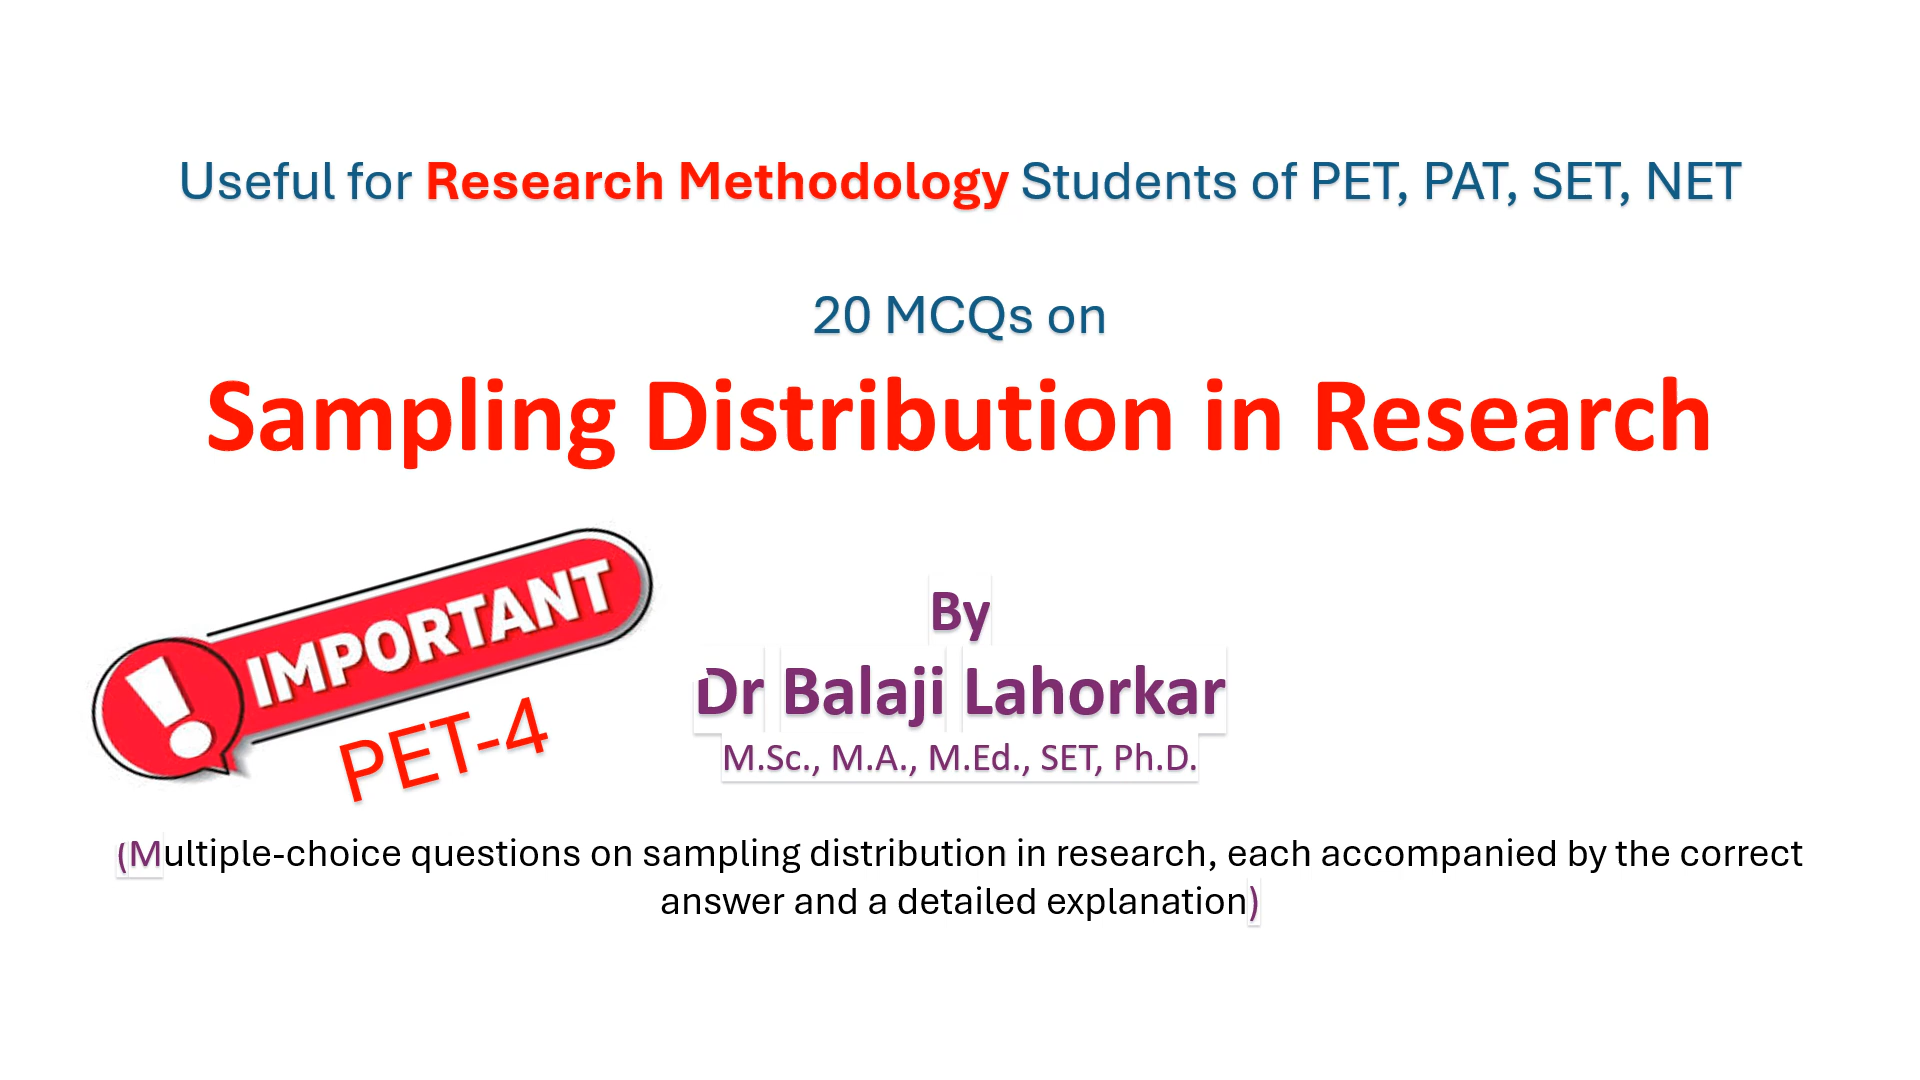 Useful for Research Methodology Students of PET, PAT, SET, NET
20 MCQs on
Sampling Distribution in Research
IMPORTANT
PET-4
By
Dr Balaji Lahorkar
M.Sc., M.A., M.Ed., SET, Ph.D.
(Multiple-choice questions on sampling distribution in research, each accompanied by the correct
answer and a detailed explanation)